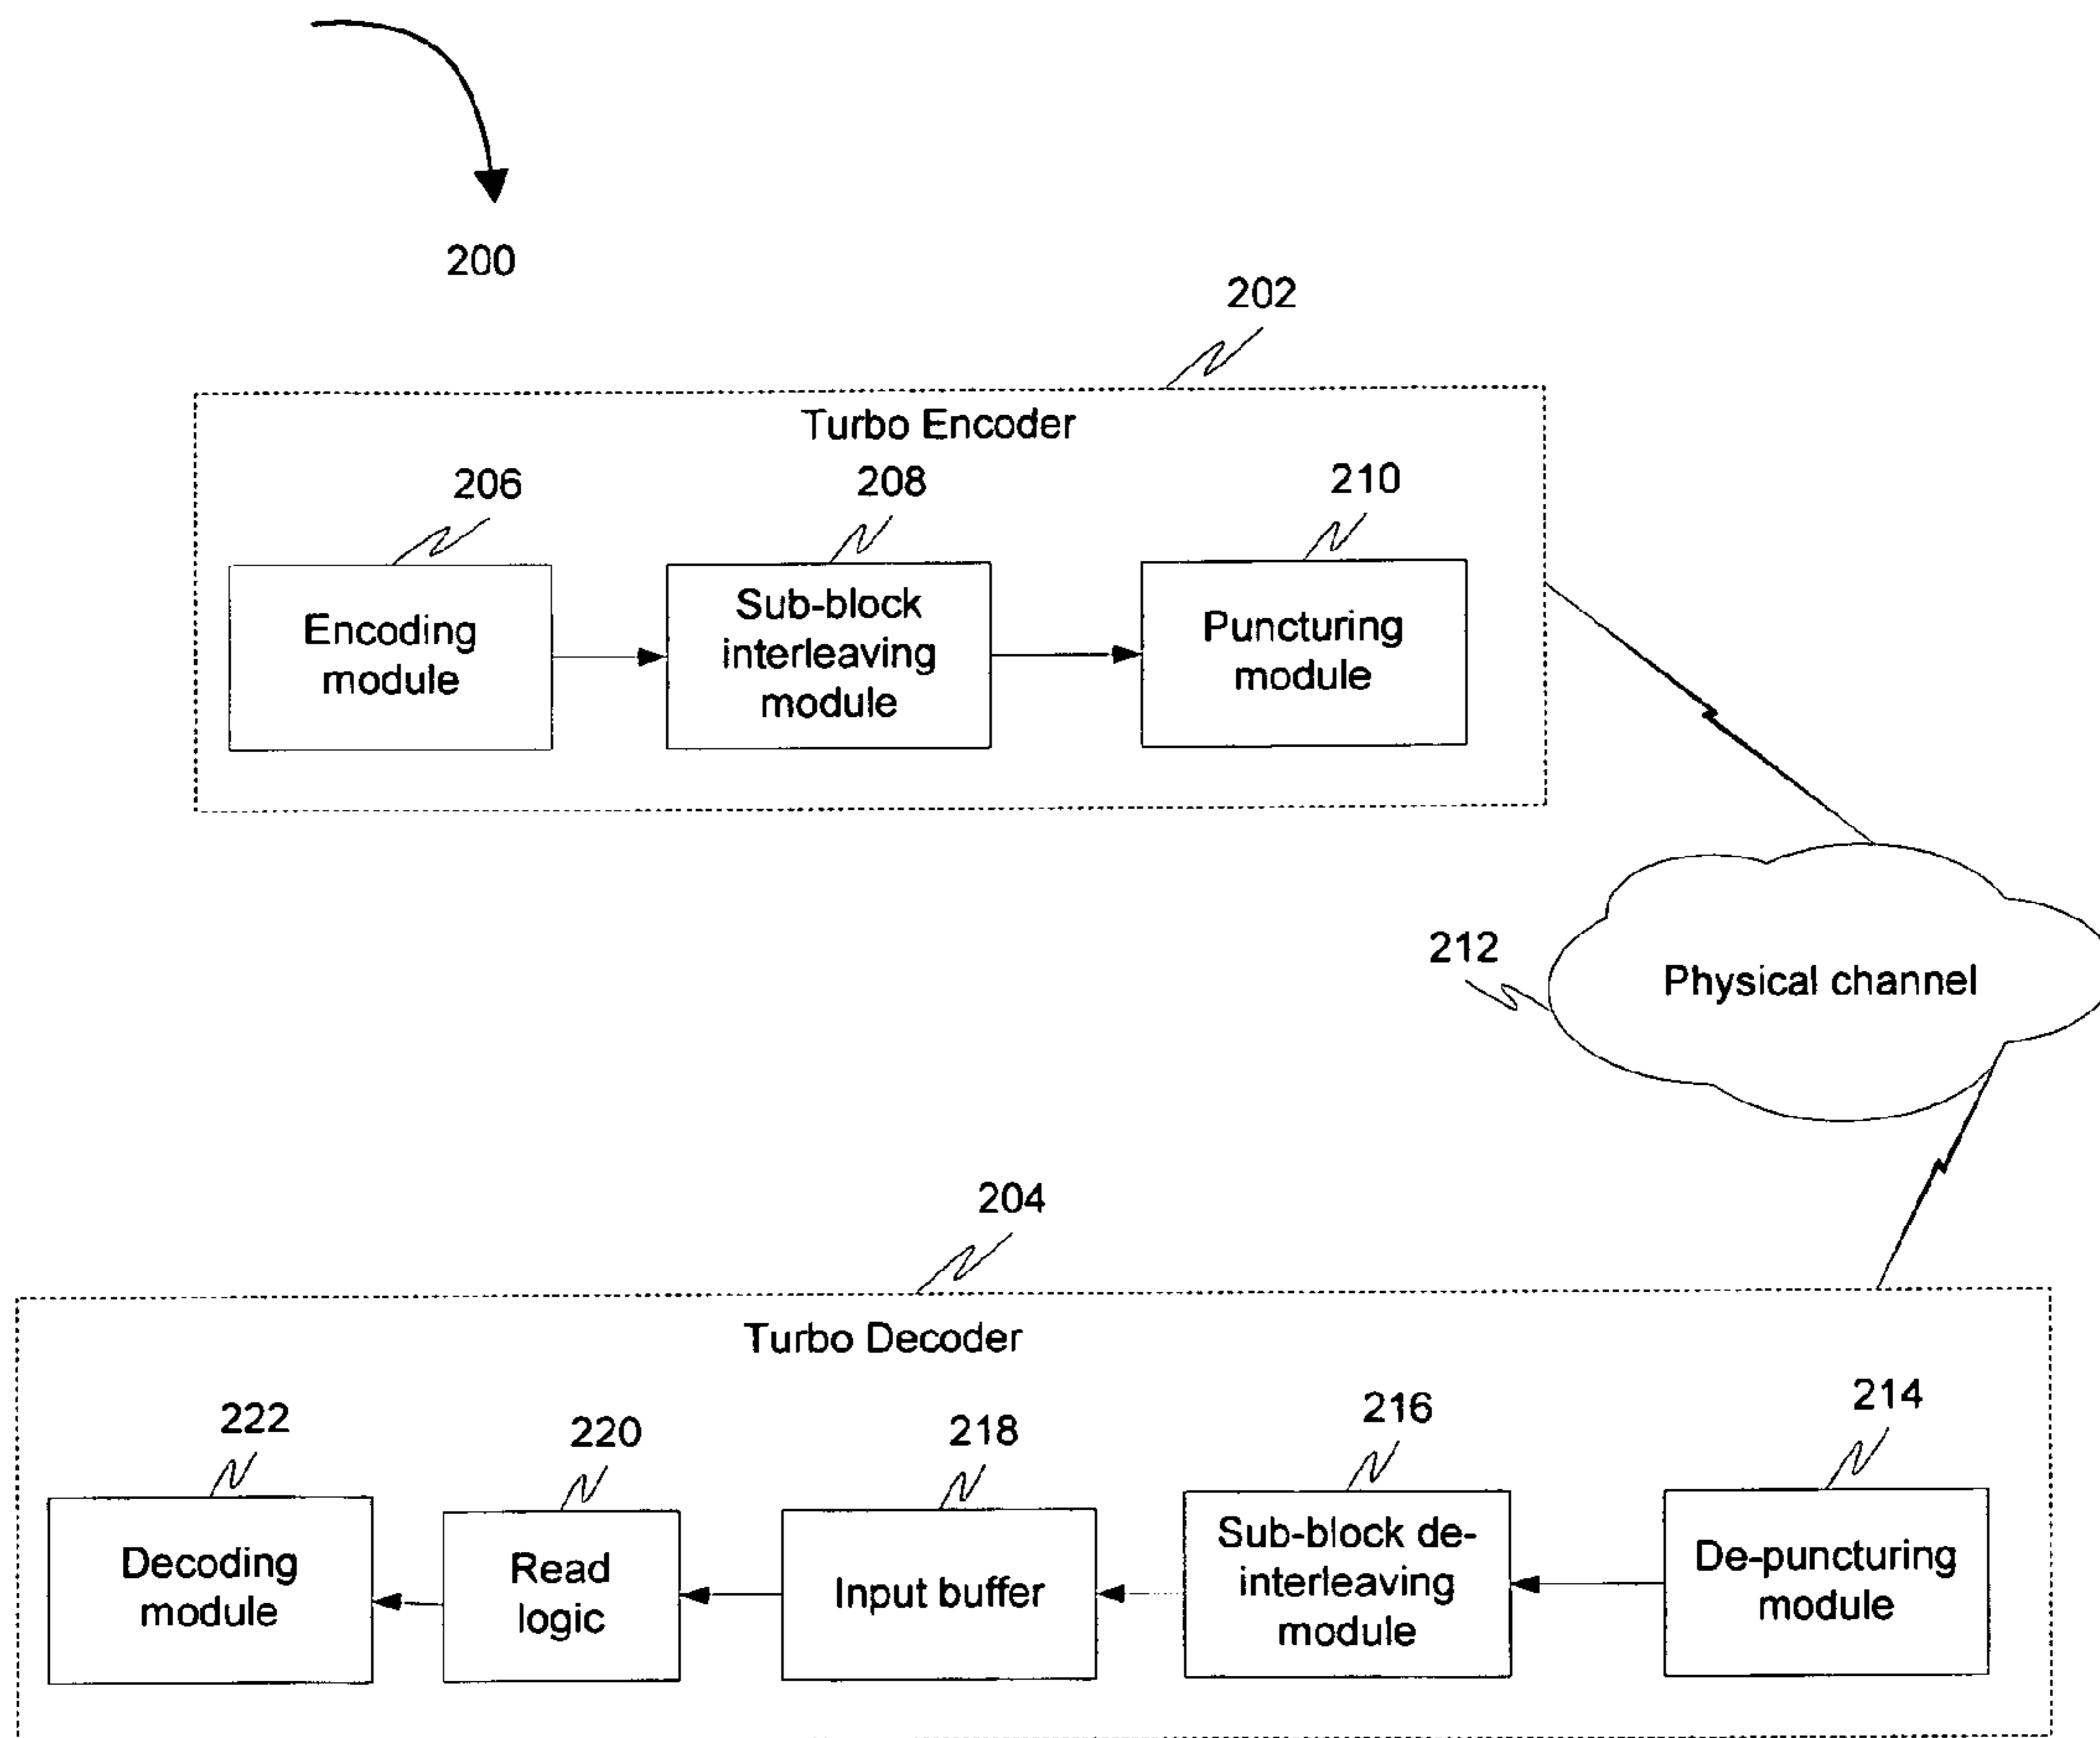 200
202
Turbo Encoder
206
208
210
Encoding
module
Sub-block
interleaving
module
Puncturing
module
212
Physical channel
204
Turbo Decoder
222
220
218
216
214
Decoding
module
Read
logic
Input buffer
Sub-block de-
interleaving
module
De-puncturing
module